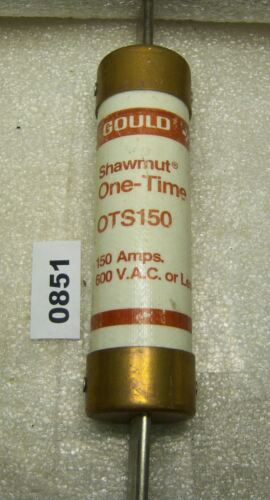 GOULD
Shawmut®
One-Time
OTS150
150 Amps.
600 V.A.C. or
0851